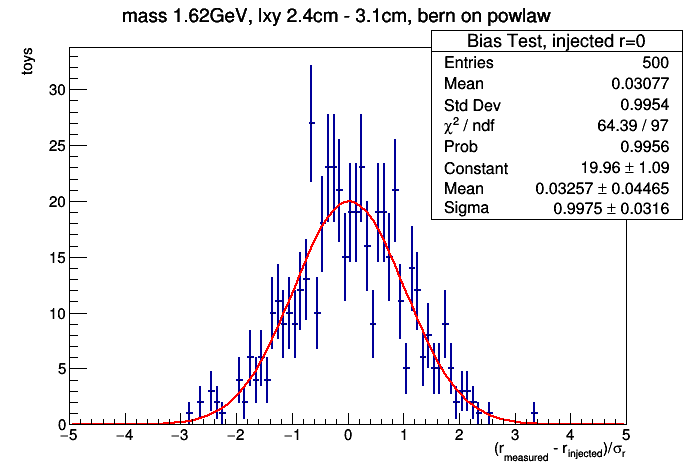 mass 1.62GeV, lxy 2.4cm - 3.1cm, bern on powlaw
Bias Test, injected r=0
Entries 500
Mean 0.03077
Std Dev 0.9954
χ² / ndf 64.39 / 97
Prob 0.9956
Constant 19.96 ± 1.09
Mean 0.03257 ± 0.04465
Sigma 0.9975 ± 0.0316
toys
30
25
20
15
10
5
0
−5 −4 −3 −2 −1 0 1 2 3 4 5
(r_measured - r_injected)/σ_r